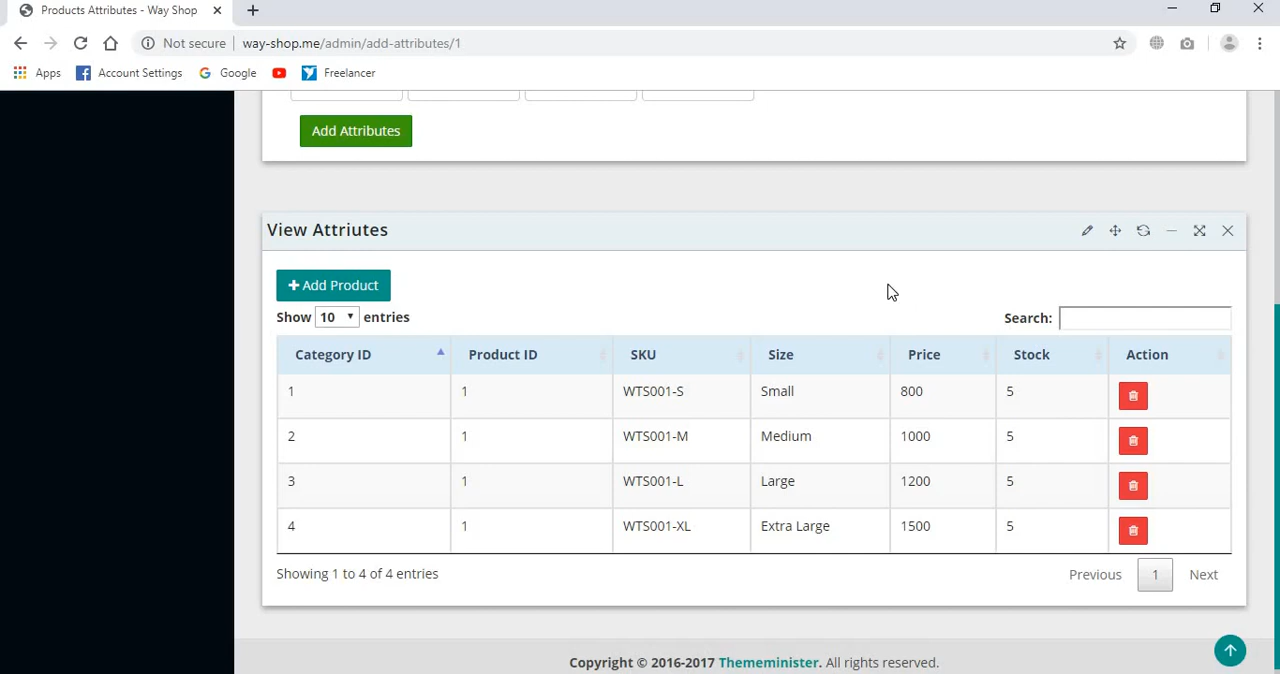 Products Attributes - Way Shop
Not secure
way-shop.me/admin/add-attributes/1
Apps
Account Settings
Google
Freelancer
Add Attributes
View Attriutes
Add Product
Show 10 entries
Search:
Category ID Product ID SKU Size Price Stock Action
1 1 WTS001-S Small 800 5
2 1 WTS001-M Medium 1000 5
3 1 WTS001-L Large 1200 5
4 1 WTS001-XL Extra Large 1500 5
Showing 1 to 4 of 4 entries
Previous 1 Next
Copyright © 2016-2017 Thememinister. All rights reserved.